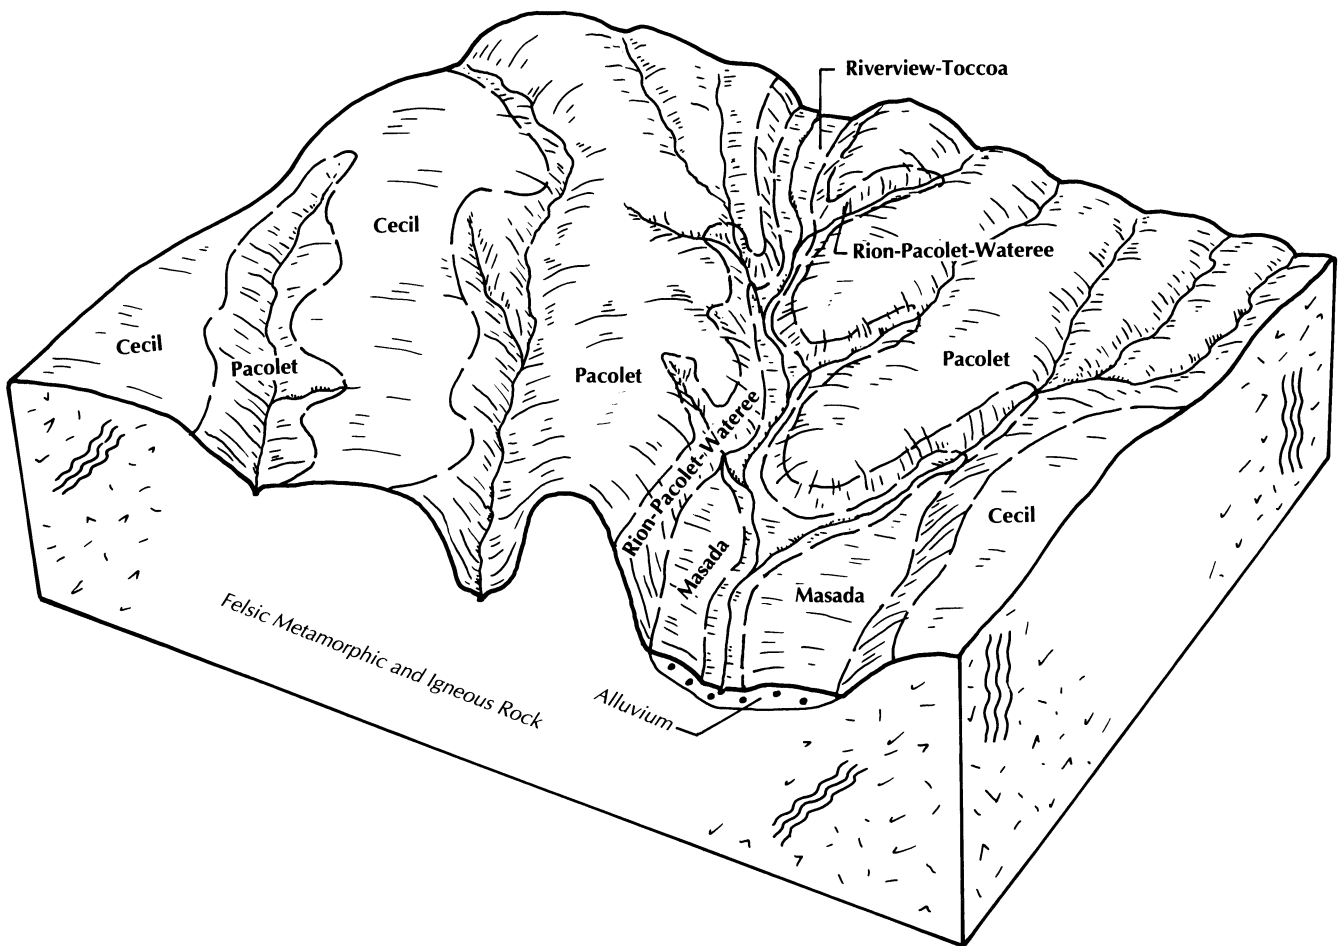 Riverview-Toccoa
Cecil
Rion-Pacolet-Wateree
Cecil
Pacolet
Pacolet
Pacolet
Rion-Pacolet-Wateree
Cecil
Masada
Masada
Felsic Metamorphic and Igneous Rock
Alluvium